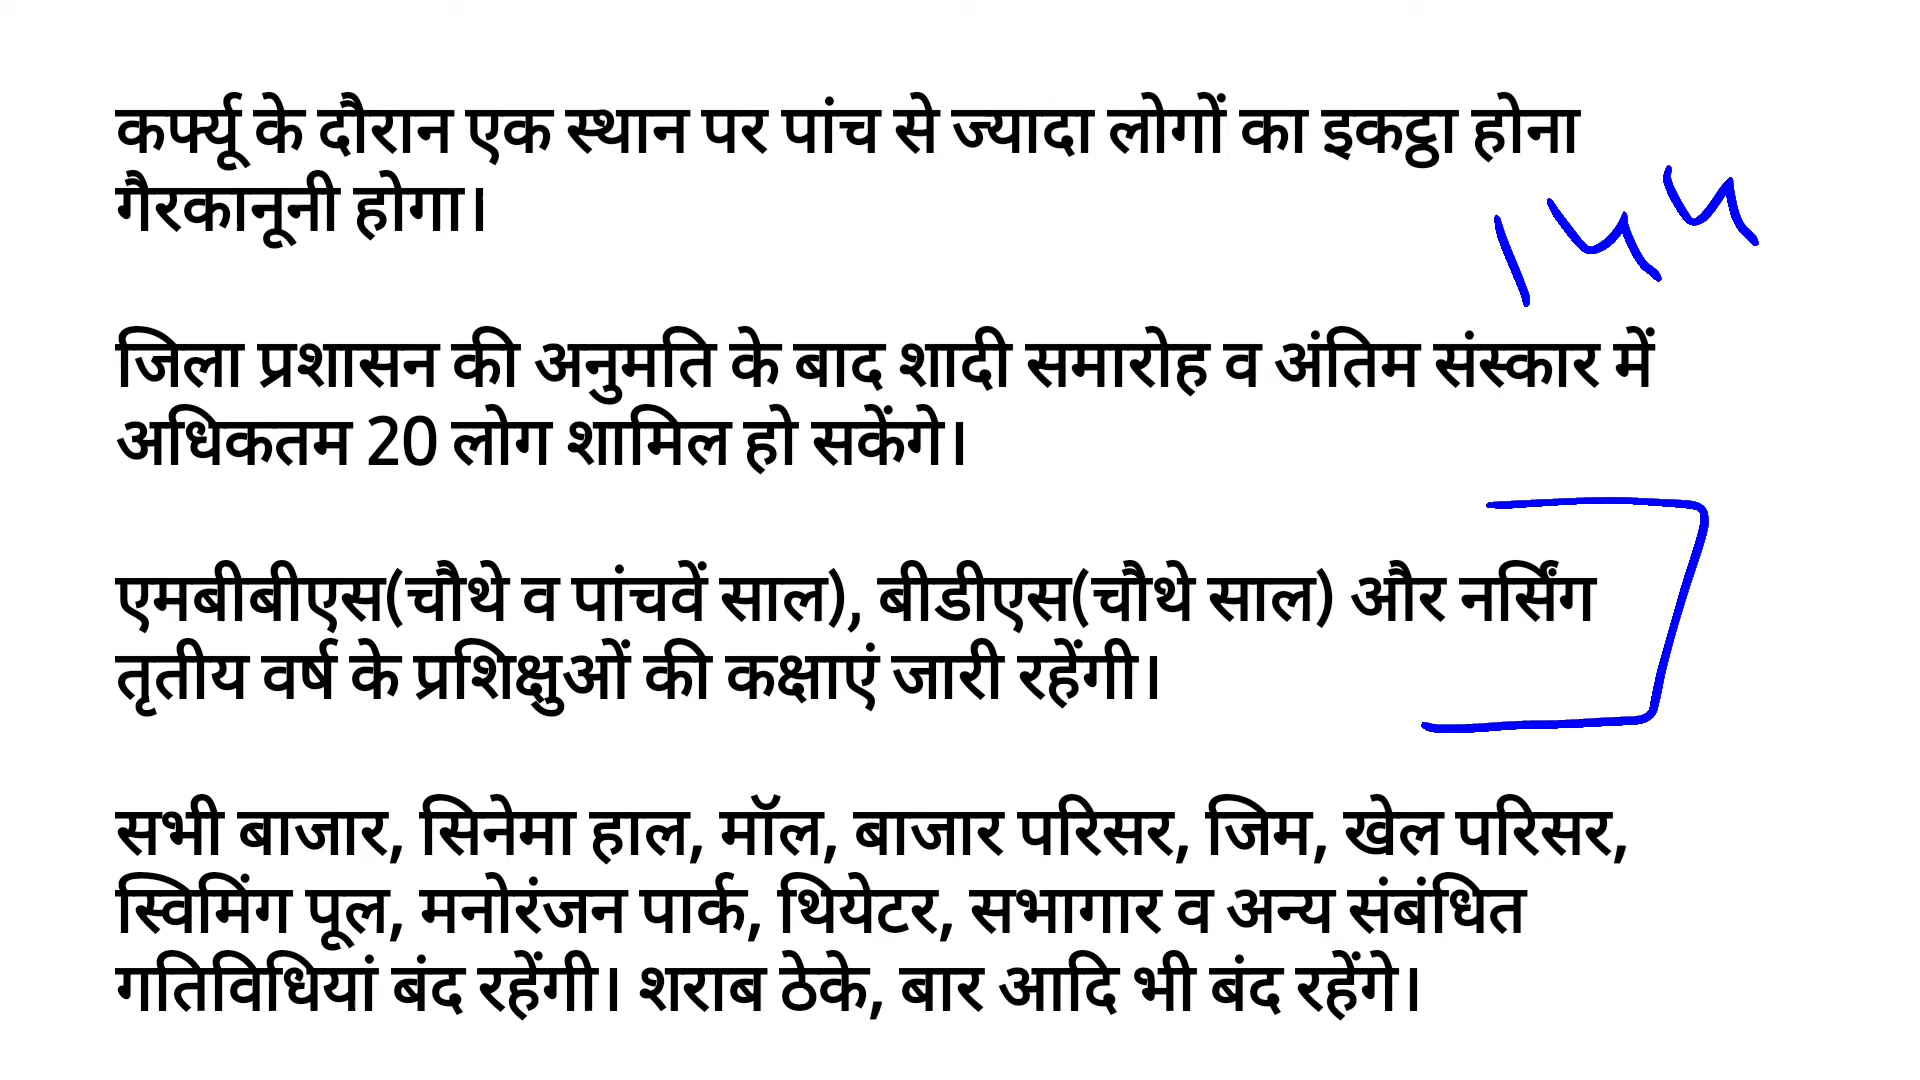 कर्फ्यू के दौरान एक स्थान पर पांच से ज्यादा लोगों का इकट्ठा होना
गैरकानूनी होगा।
144
जिला प्रशासन की अनुमति के बाद शादी समारोह व अंतिम संस्कार में
अधिकतम 20 लोग शामिल हो सकेंगे।
एमबीबीएस(चौथे व पांचवें साल), बीडीएस(चौथे साल) और नर्सिंग
तृतीय वर्ष के प्रशिक्षुओं की कक्षाएं जारी रहेंगी।
सभी बाजार, सिनेमा हाल, मॉल, बाजार परिसर, जिम, खेल परिसर,
स्विमिंग पूल, मनोरंजन पार्क, थियेटर, सभागार व अन्य संबंधित
गतिविधियां बंद रहेंगी। शराब ठेके, बार आदि भी बंद रहेंगे।